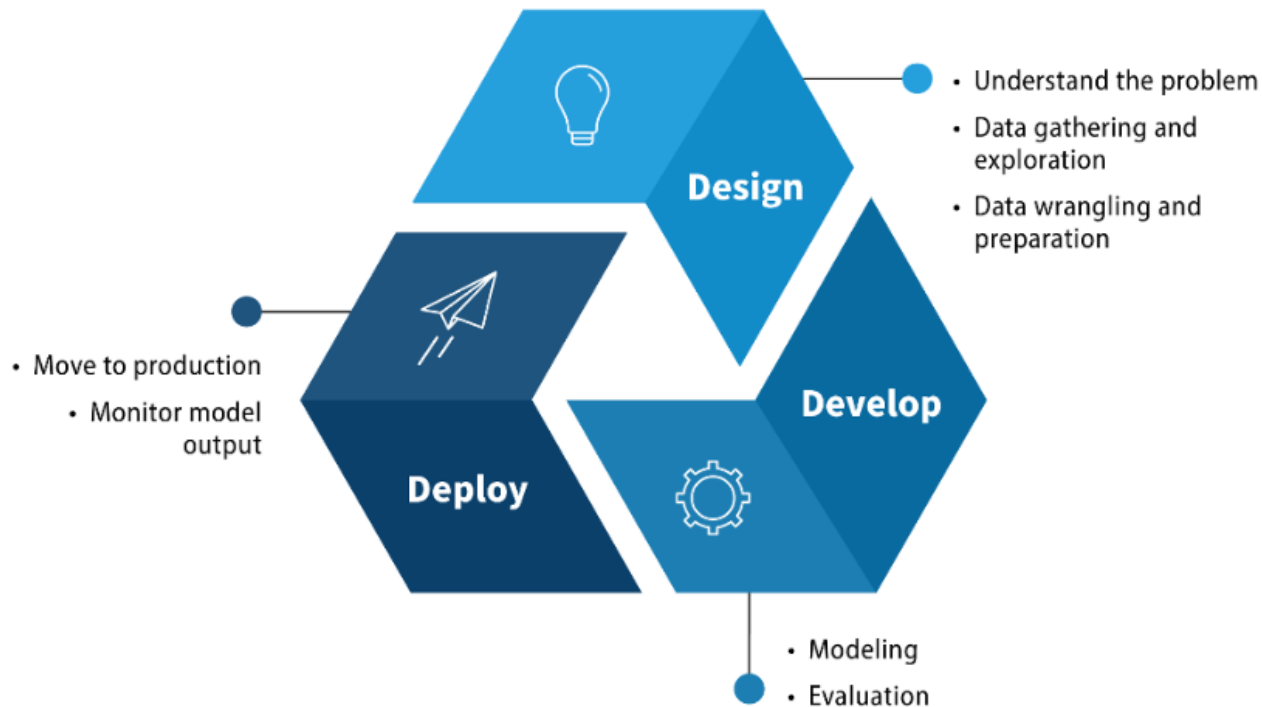 Design
• Understand the problem
• Data gathering and
exploration
• Data wrangling and
preparation
Develop
• Modeling
• Evaluation
Deploy
• Move to production
• Monitor model
output